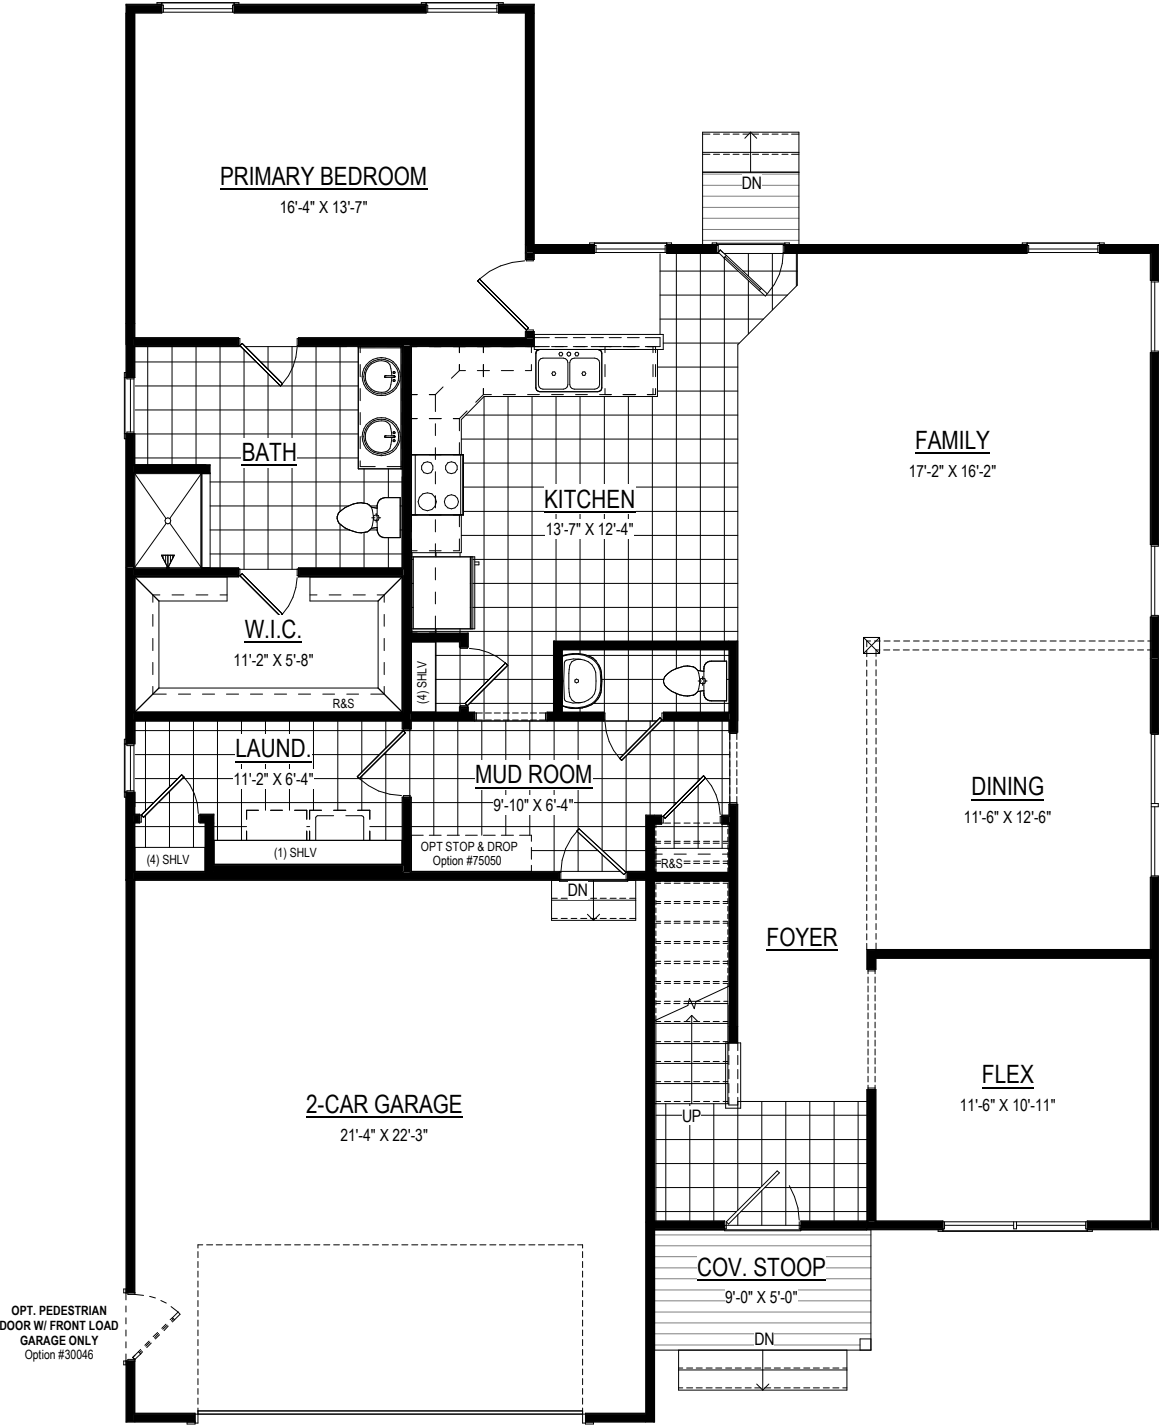 PRIMARY BEDROOM
16'-4" X 13'-7"
DN
FAMILY
17'-2" X 16'-2"
BATH
KITCHEN
13'-7" X 12'-4"
W.I.C.
11'-2" X 5'-8"
R&S
(4) SHLV
LAUND.
11'-2" X 6'-4"
MUD ROOM
9'-10" X 6'-4"
DINING
11'-6" X 12'-6"
(4) SHLV
(1) SHLV
OPT STOP & DROP
Option #75050
R&S
DN
FOYER
FLEX
11'-6" X 10'-11"
2-CAR GARAGE
21'-4" X 22'-3"
UP
COV. STOOP
9'-0" X 5'-0"
DN
OPT. PEDESTRIAN
DOOR W/ FRONT LOAD
GARAGE ONLY
Option #30046